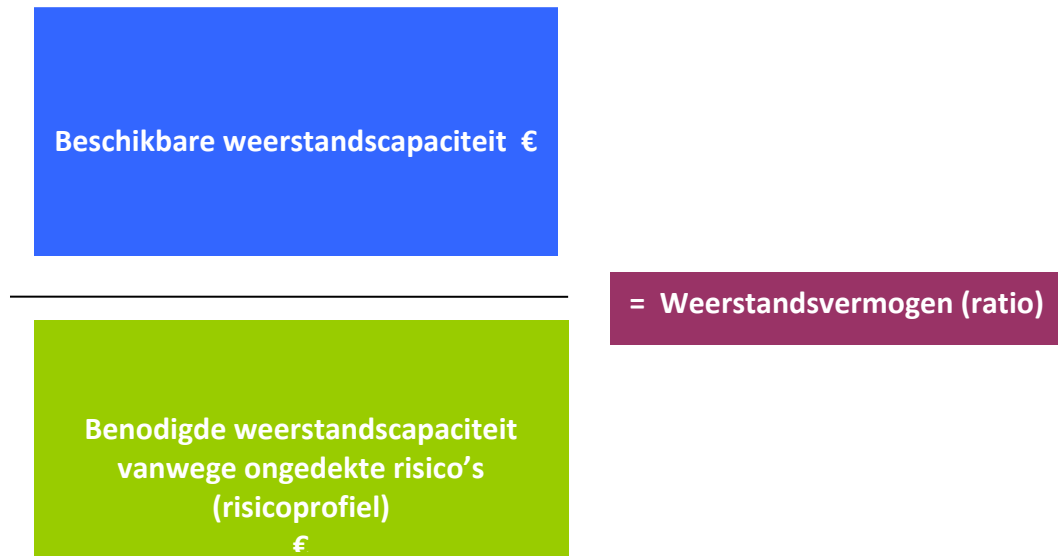 Beschikbare weerstandscapaciteit €
= Weerstandsvermogen (ratio)
Benodigde weerstandscapaciteit
vanwege ongedekte risico’s
(risicoprofiel)
€